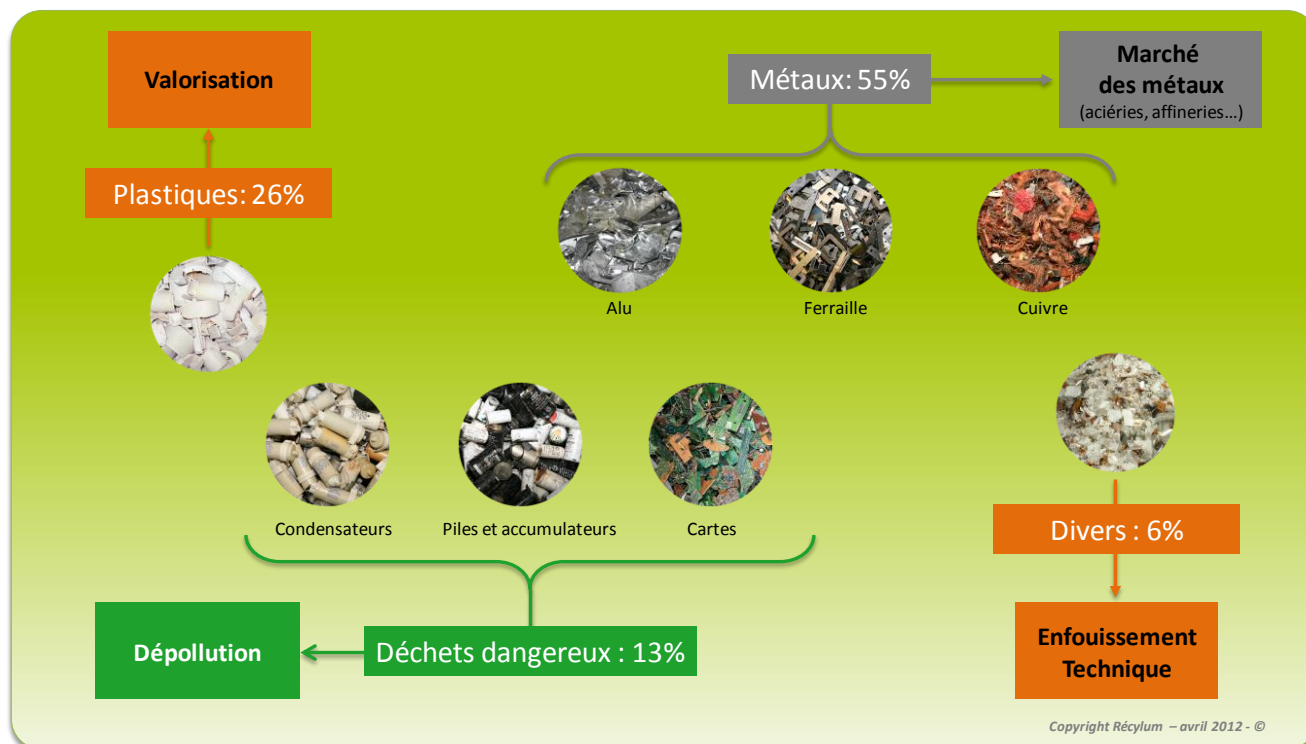 Valorisation
Métaux: 55%
Marché
des métaux
(aciéries, affineries…)
Plastiques: 26%
Alu
Ferraille
Cuivre
Condensateurs
Piles et accumulateurs
Cartes
Divers : 6%
Dépollution
Déchets dangereux : 13%
Enfouissement
Technique
Copyright Récylum – avril 2012 - ©